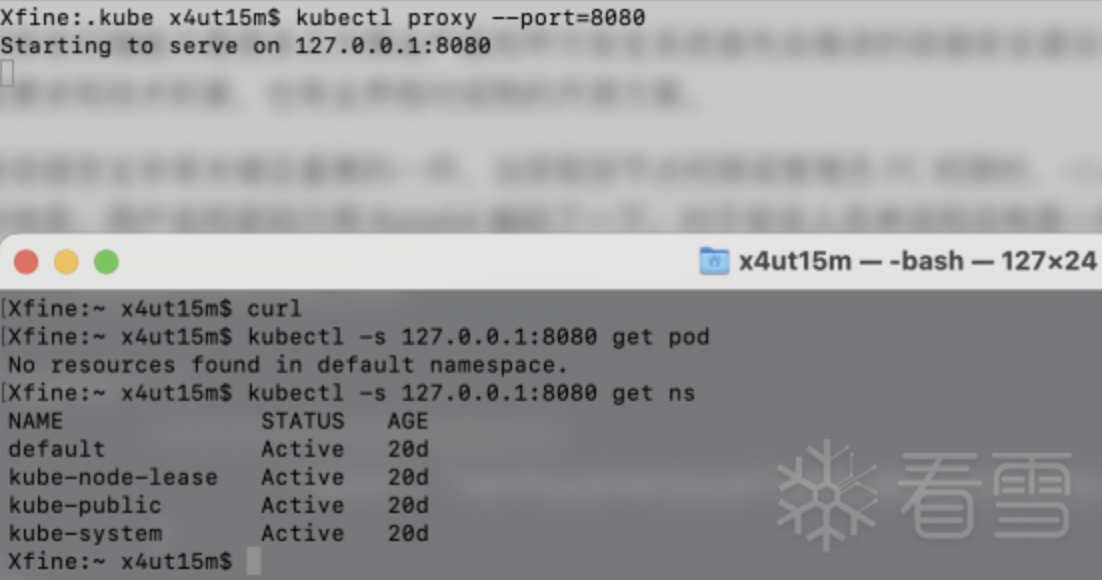 Xfine:.kube x4ut15m$ kubectl proxy --port=8080
Starting to serve on 127.0.0.1:8080
x4ut15m — -bash — 127×24
[Xfine:~ x4ut15m$ curl
[Xfine:~ x4ut15m$ kubectl -s 127.0.0.1:8080 get pod
No resources found in default namespace.
[Xfine:~ x4ut15m$ kubectl -s 127.0.0.1:8080 get ns
NAME STATUS AGE
default Active 20d
kube-node-lease Active 20d
kube-public Active 20d
kube-system Active 20d
Xfine:~ x4ut15m$
看雪